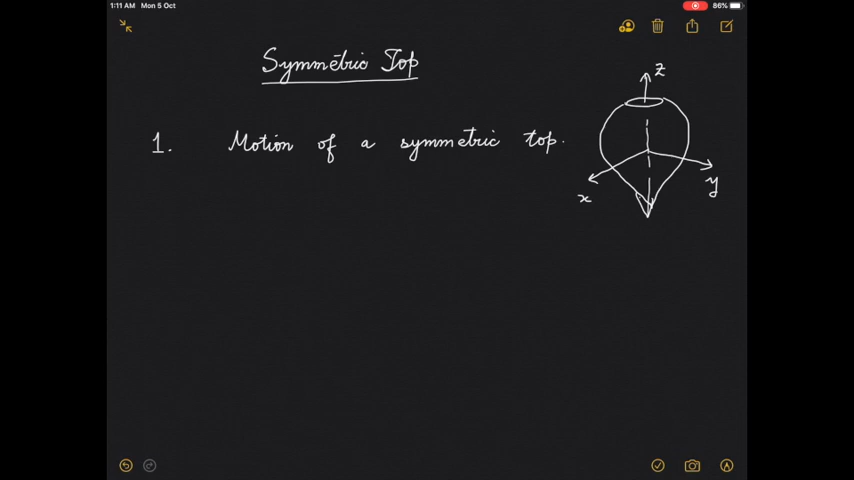 1:11 AM Mon 5 Oct
86%
Symmetric Top
z
1. Motion of a symmetric top.
x
y